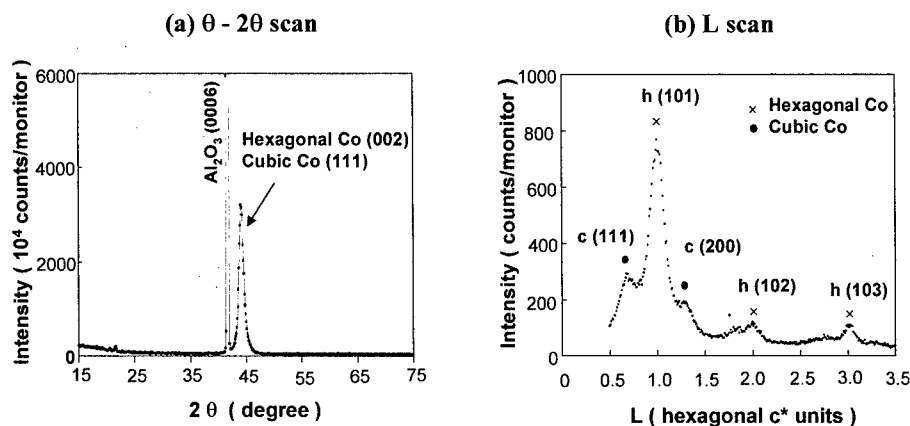 (a) θ - 2θ scan
6000
4000
2000
0
Intensity ( 10⁴ counts/monitor)
Al₂O₃ (0006)
Hexagonal Co (002)
Cubic Co (111)
15 25 35 45 55 65 75
2 θ ( degree )
(b) L scan
1000
800
600
400
200
0
Intensity ( counts/monitor)
h (101)
× Hexagonal Co
● Cubic Co
c (111)
c (200)
h (102)
h (103)
0 0.5 1.0 1.5 2.0 2.5 3.0 3.5
L ( hexagonal c* units )